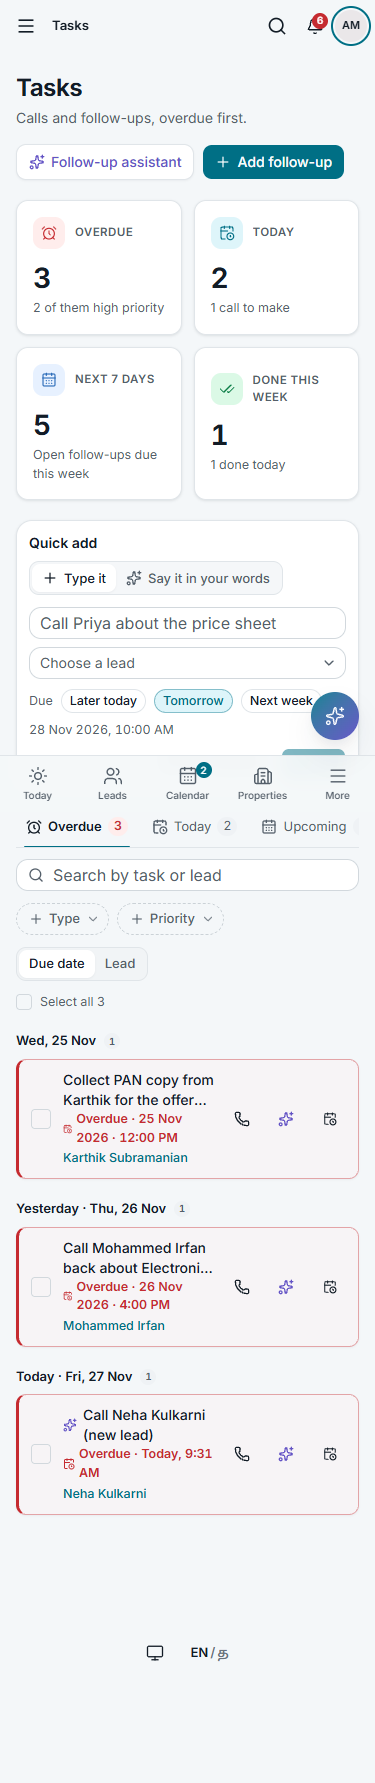 Tasks
6
AM
Tasks
Calls and follow-ups, overdue first.
Follow-up assistant
Add follow-up
OVERDUE
3
2 of them high priority
TODAY
2
1 call to make
NEXT 7 DAYS
5
Open follow-ups due
this week
DONE THIS
WEEK
1
1 done today
Quick add
Type it
Say it in your words
Call Priya about the price sheet
Choose a lead
Due
Later today
Tomorrow
Next week
28 Nov 2026, 10:00 AM
Today
Leads
2
Calendar
Properties
More
Overdue 3
Today 2
Upcoming
Search by task or lead
Type
Priority
Due date
Lead
Select all 3
Wed, 25 Nov 1
Collect PAN copy from
Karthik for the offer...
Overdue · 25 Nov
2026 · 12:00 PM
Karthik Subramanian
Yesterday · Thu, 26 Nov 1
Call Mohammed Irfan
back about Electroni...
Overdue · 26 Nov
2026 · 4:00 PM
Mohammed Irfan
Today · Fri, 27 Nov 1
Call Neha Kulkarni
(new lead)
Overdue · Today, 9:31
AM
Neha Kulkarni
EN / த